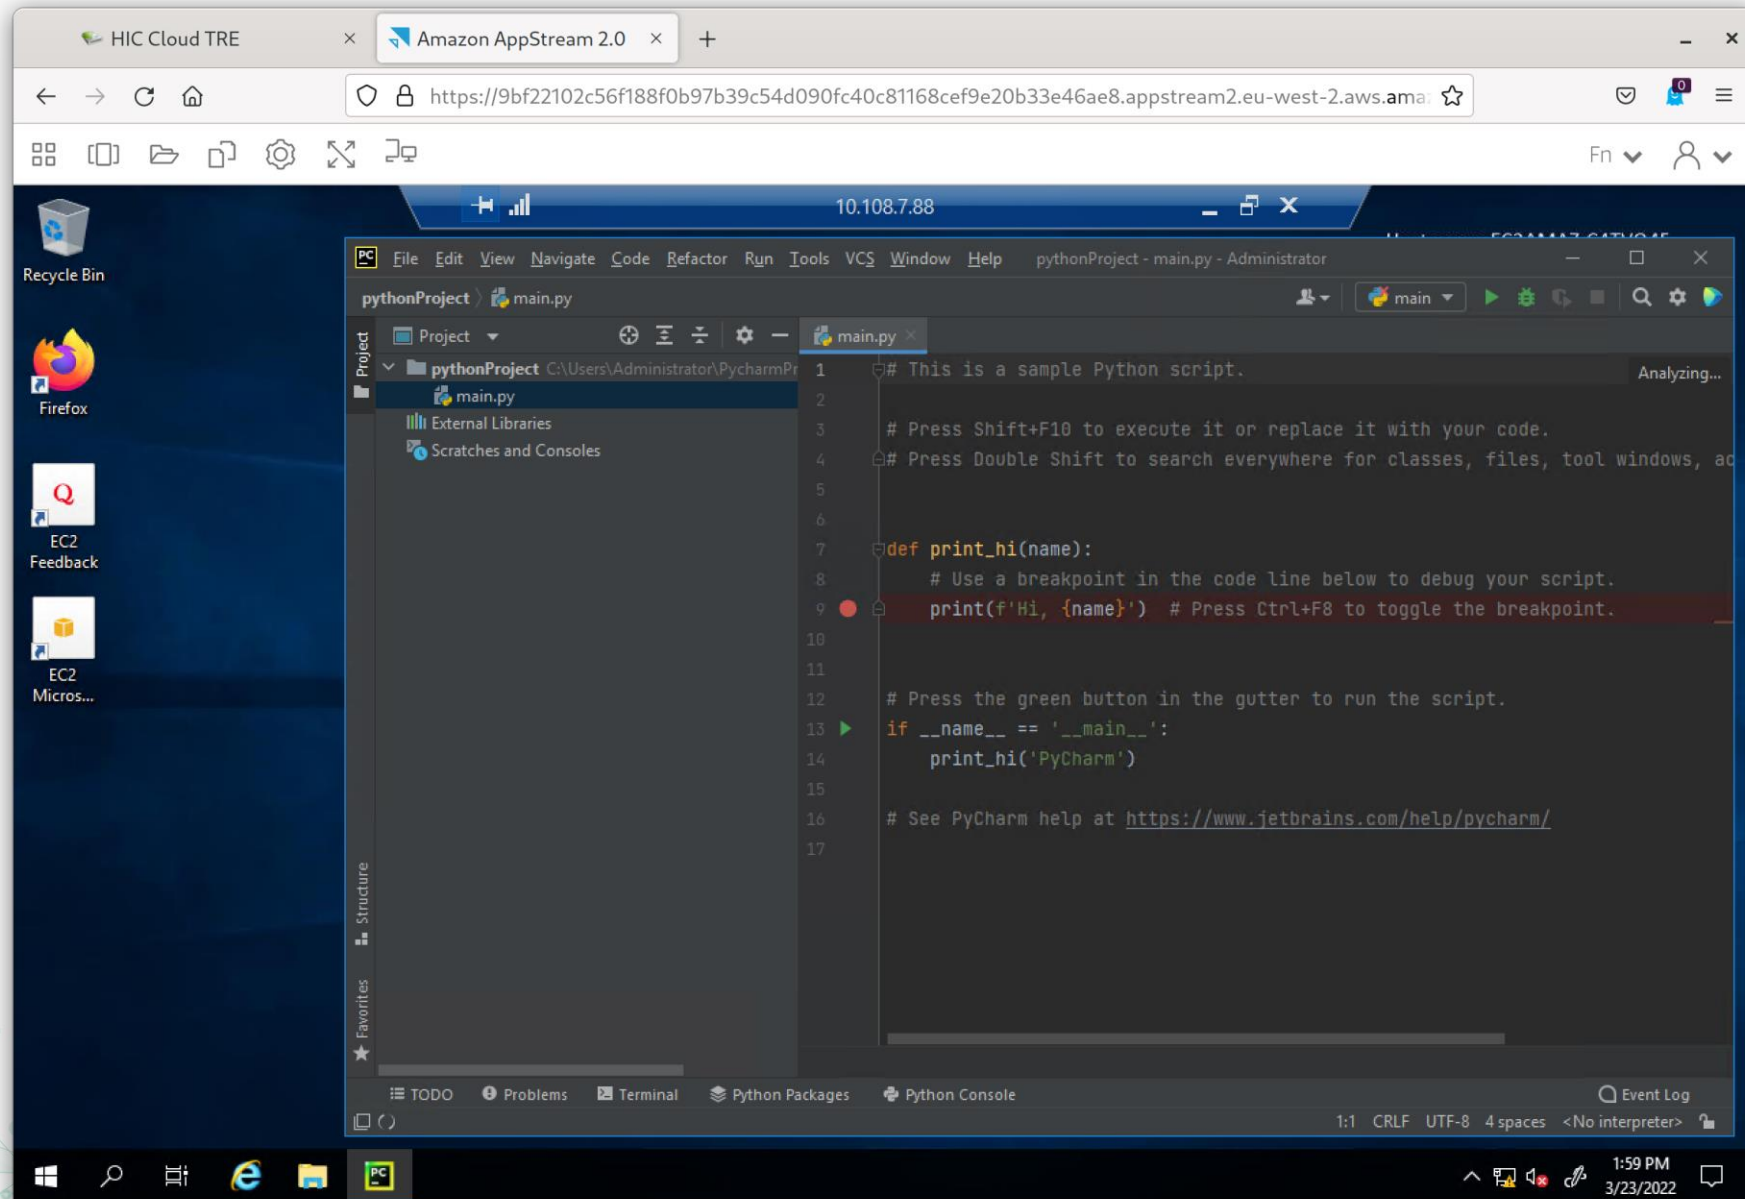 HIC Cloud TRE
Amazon AppStream 2.0
https://9bf22102c56f188f0b97b39c54d090fc40c81168cef9e20b33e46ae8.appstream2.eu-west-2.aws.ama
0
Fn
10.108.7.88
Recycle Bin
Firefox
EC2
Feedback
EC2
Micros...
PC File Edit View Navigate Code Refactor Run Tools VCS Window Help pythonProject - main.py - Administrator
pythonProject main.py
main
Project
Project
main.py
pythonProject C:\Users\Administrator\PycharmPr
main.py
External Libraries
Scratches and Consoles
Analyzing...
1 # This is a sample Python script.
2
3 # Press Shift+F10 to execute it or replace it with your code.
4 # Press Double Shift to search everywhere for classes, files, tool windows, ac
5
6
7 def print_hi(name):
8 # Use a breakpoint in the code line below to debug your script.
9 print(f'Hi, {name}') # Press Ctrl+F8 to toggle the breakpoint.
10
11
12 # Press the green button in the gutter to run the script.
13 if __name__ == '__main__':
14 print_hi('PyCharm')
15
16 # See PyCharm help at https://www.jetbrains.com/help/pycharm/
17
Structure
Favorites
TODO Problems Terminal Python Packages Python Console Event Log
1:1 CRLF UTF-8 4 spaces <No interpreter>
PC
1:59 PM
3/23/2022